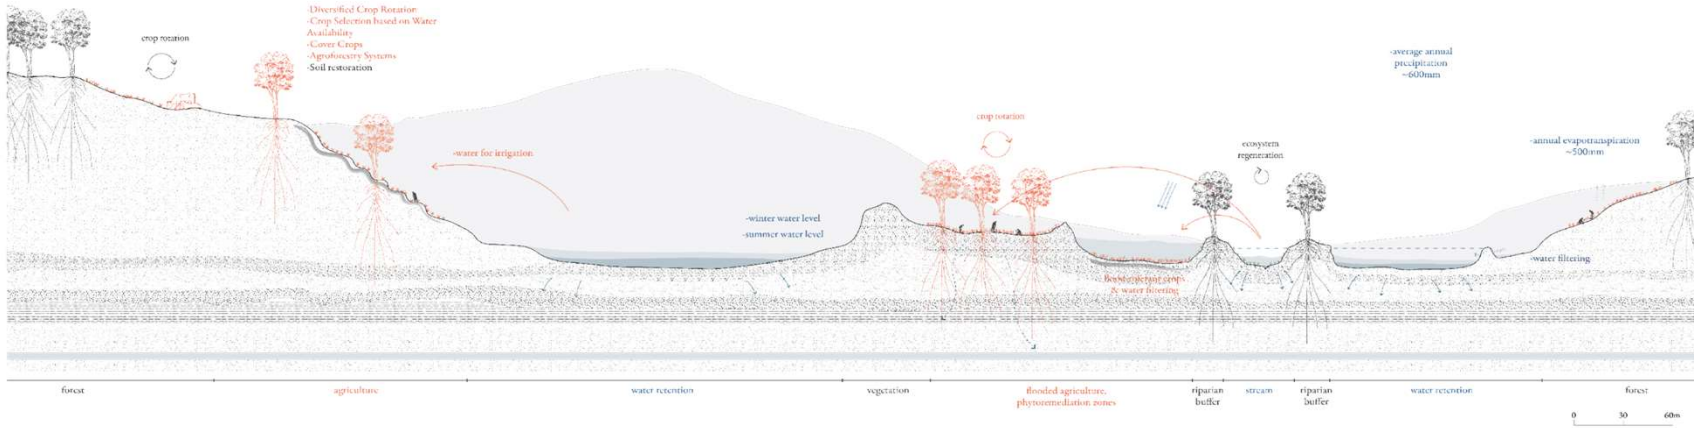 -Diversified Crop Rotation
-Crop Selection based on Water
Availability
-Cover Crops
-Agroforestry Systems
-Soil restoration
crop rotation
-average annual
precipitation
~600mm
crop rotation
-water for irrigation
ecosystem
regeneration
-annual evapotranspiration
~500mm
-winter water level
-summer water level
-water filtering
flood resistant crops
& water filtering
forest
agriculture
water retention
vegetation
flooded agriculture,
phytoremediation zones
riparian
buffer
stream
riparian
buffer
water retention
forest
0 30 60m